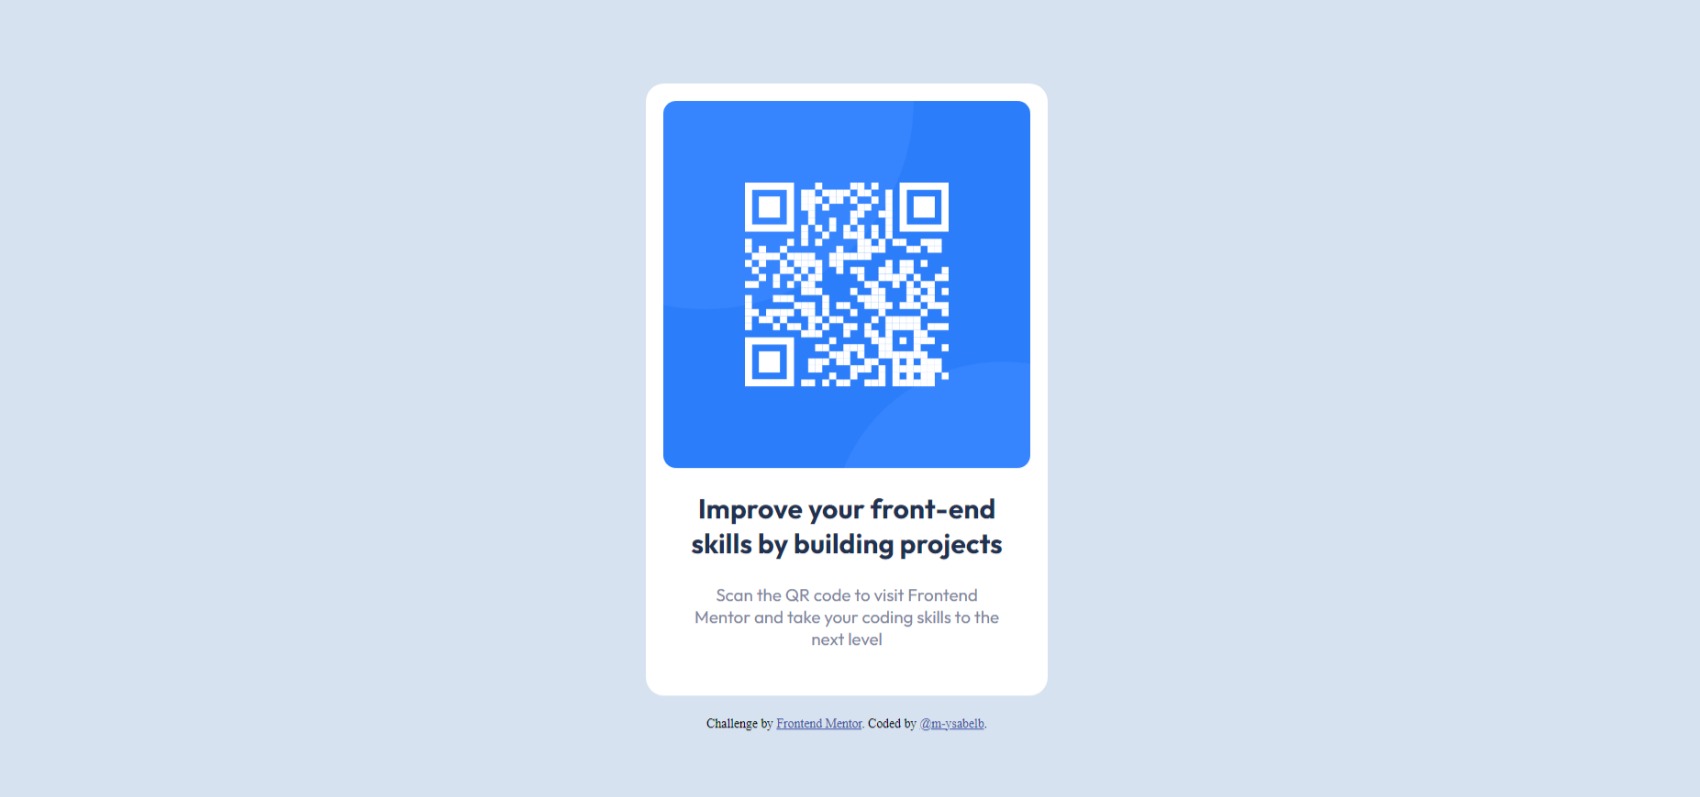 Improve your front-end
skills by building projects
Scan the QR code to visit Frontend
Mentor and take your coding skills to the
next level
Challenge by Frontend Mentor. Coded by @m-ysabelb.